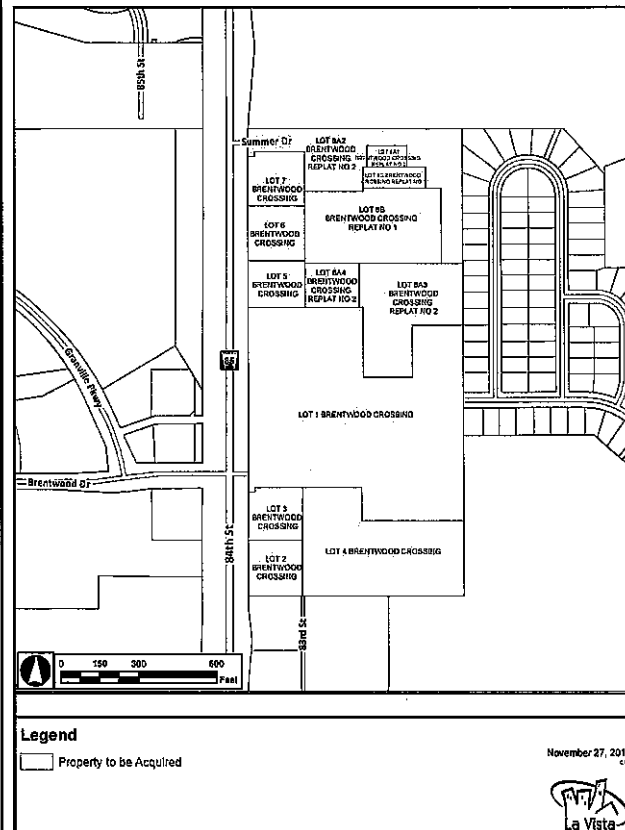 85th St
Summer Dr
LOT 8A2
BRENTWOOD
CROSSING
REPLAT NO 2
BRENTWOOD CROSSING
LOT 7
BRENTWOOD
CROSSING
LOT 8B
BRENTWOOD CROSSING
REPLAT NO 1
LOT 6
BRENTWOOD
CROSSING
LOT 5
BRENTWOOD
CROSSING
LOT 8A4
BRENTWOOD
CROSSING
REPLAT NO 2
LOT 8A3
BRENTWOOD
CROSSING
REPLAT NO 2
Granville Pkwy
LOT 1 BRENTWOOD CROSSING
Brentwood Dr
LOT 3
BRENTWOOD
CROSSING
84th St
LOT 4 BRENTWOOD CROSSING
LOT 2
BRENTWOOD
CROSSING
83rd St
0 150 300 600
Feet
Legend
Property to be Acquired
November 27, 201
La Vista